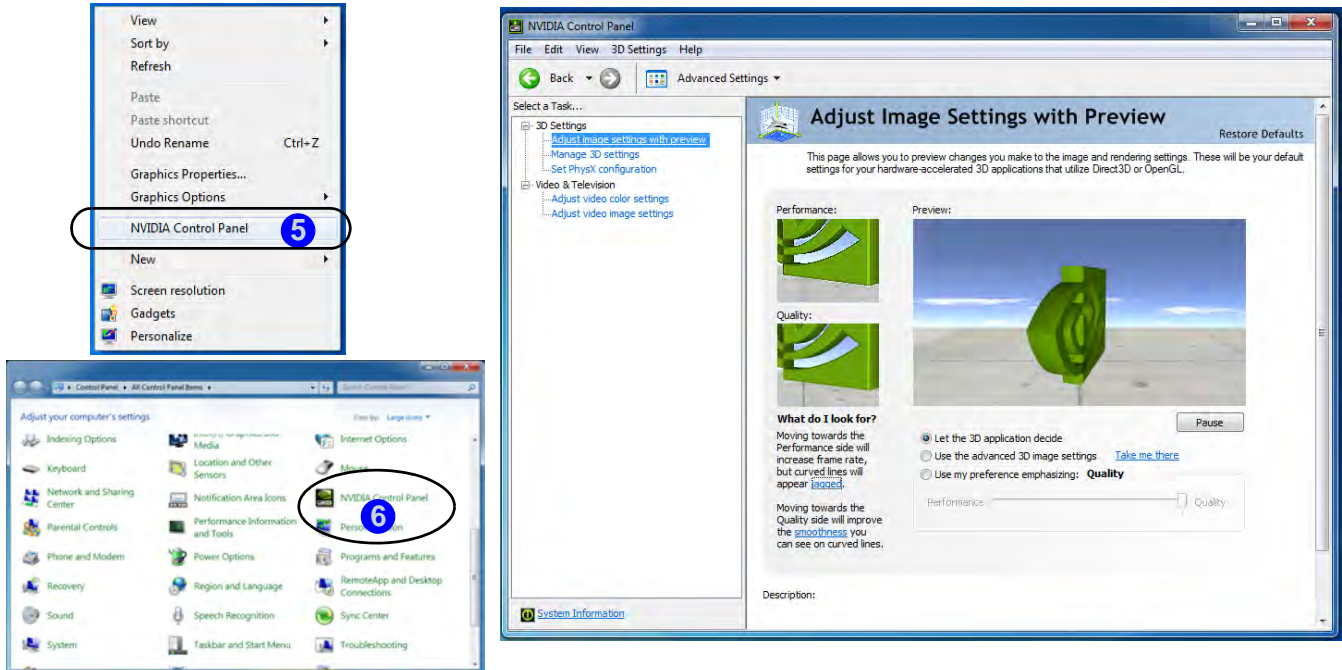 View
Sort by
Refresh
Paste
Paste shortcut
Undo Rename Ctrl+Z
Graphics Properties...
Graphics Options
NVIDIA Control Panel 5
New
Screen resolution
Gadgets
Personalize
Control Panel All Control Panel Items
Search Control Panel
Adjust your computer's settings
View by: Large icons
Indexing Options
Media
Internet Options
Keyboard
Location and Other
Sensors
Mouse
Network and Sharing
Center
Notification Area Icons
NVIDIA Control Panel
6
Parental Controls
Performance Information
and Tools
Phone and Modem
Power Options
Programs and Features
Recovery
Region and Language
RemoteApp and Desktop
Connections
Sound
Speech Recognition
Sync Center
System
Taskbar and Start Menu
Troubleshooting
NVIDIA Control Panel
File Edit View 3D Settings Help
Back Advanced Settings
Select a Task...
3D Settings
Adjust image settings with preview
Manage 3D settings
Set PhysX configuration
Video & Television
Adjust video color settings
Adjust video image settings
System Information
Adjust Image Settings with Preview
Restore Defaults
This page allows you to preview changes you make to the image and rendering settings. These will be your default
settings for your hardware-accelerated 3D applications that utilize Direct3D or OpenGL.
Performance:
Preview:
Quality:
What do I look for?
Moving towards the
Performance side will
increase frame rate,
but curved lines will
appear jagged.
Moving towards the
Quality side will improve
the smoothness you
can see on curved lines.
Pause
Let the 3D application decide
Use the advanced 3D image settings Take me there
Use my preference emphasizing: Quality
Performance Quality
Description: